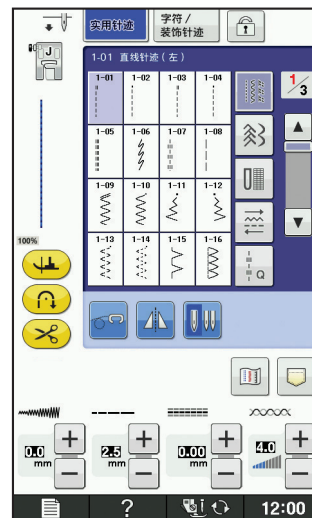 实用针迹
字符 /
装饰针迹
J
1-01 直线针迹（左）
1-01 1-02 1-03 1-04
1/3
1-05 1-06 1-07 1-08
1-09 1-10 1-11 1-12
100%
1-13 1-14 1-15 1-16
Q
0.0 mm
2.5 mm
0.00 mm
4.0
?
12:00